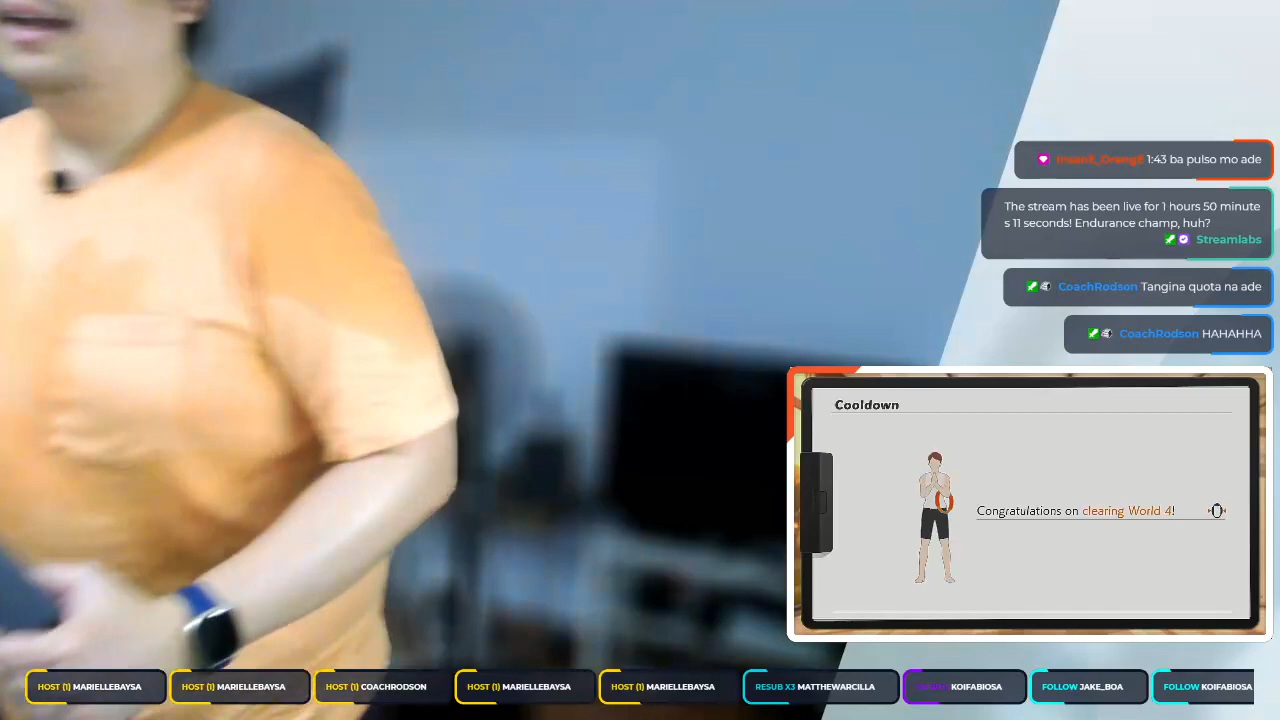 InsanE_OrangE 1:43 ba pulso mo ade
The stream has been live for 1 hours 50 minute
s 11 seconds! Endurance champ, huh?
Streamlabs
CoachRodson Tangina quota na ade
CoachRodson HAHAHHA
Cooldown
Congratulations on clearing World 4!
HOST (1) MARIELLEBAYSA
HOST (1) MARIELLEBAYSA
HOST (1) COACHRODSON
HOST (1) MARIELLEBAYSA
HOST (1) MARIELLEBAYSA
RESUB X3 MATTHEWARCILLA
KOIFABIOSA
FOLLOW JAKE_BOA
FOLLOW KOIFABIOSA